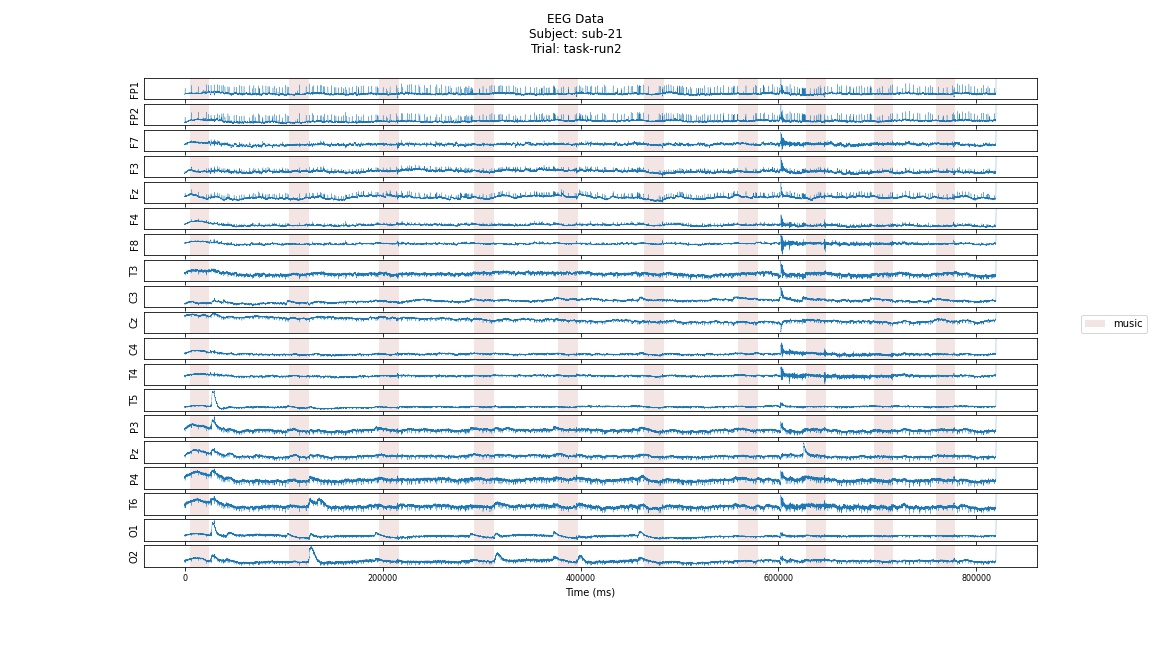 EEG Data
Subject: sub-21
Trial: task-run2
FP1
FP2
F7
F3
Fz
F4
F8
T3
C3
Cz
C4
T4
T5
P3
Pz
P4
T6
O1
O2
music
0 200000 400000 600000 800000
Time (ms)